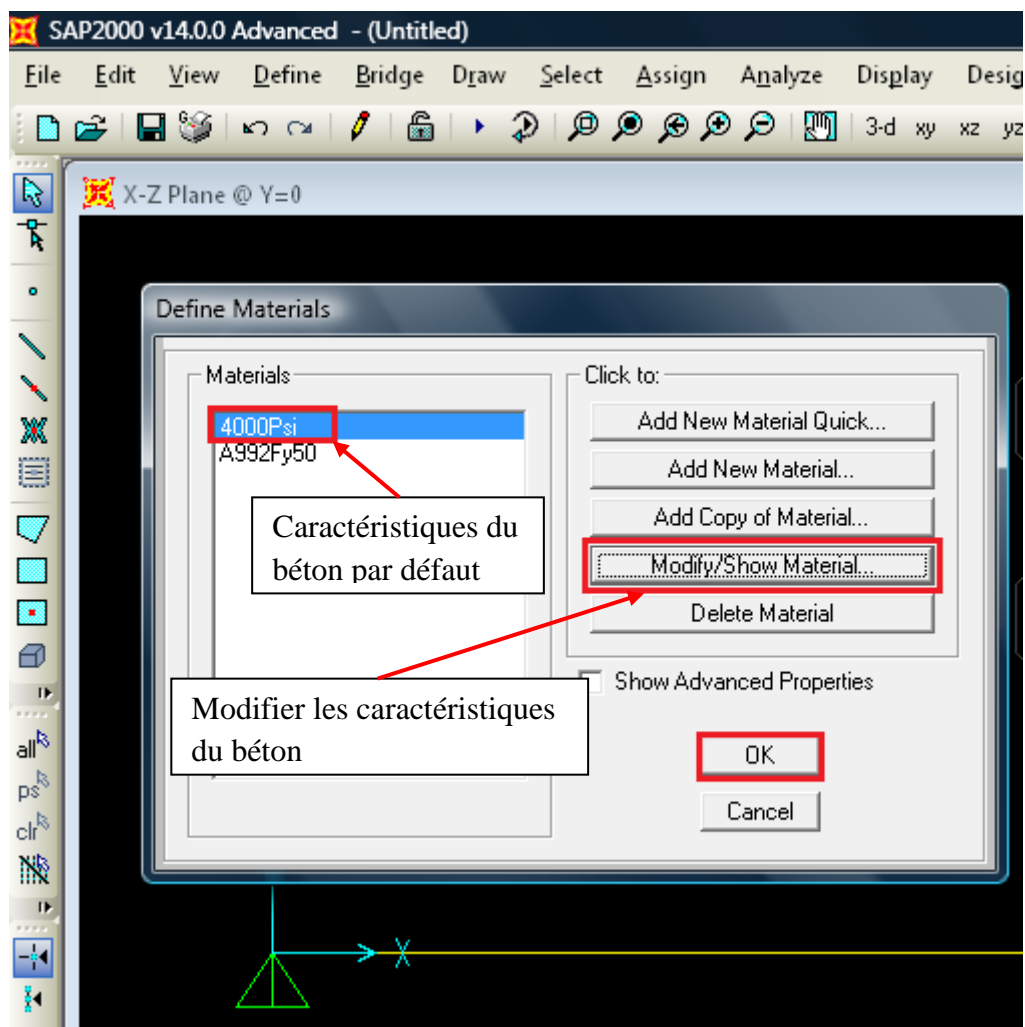 SAP2000 v14.0.0 Advanced - (Untitled)
File Edit View Define Bridge Draw Select Assign Analyze Display Desig
3-d xy xz yz
X-Z Plane @ Y=0
Define Materials
Materials
4000Psi
A992Fy50
Click to:
Add New Material Quick...
Add New Material...
Add Copy of Material...
Modify/Show Material...
Delete Material
Show Advanced Properties
OK
Cancel
Caractéristiques du
béton par défaut
Modifier les caractéristiques
du béton
all
ps
clr
X